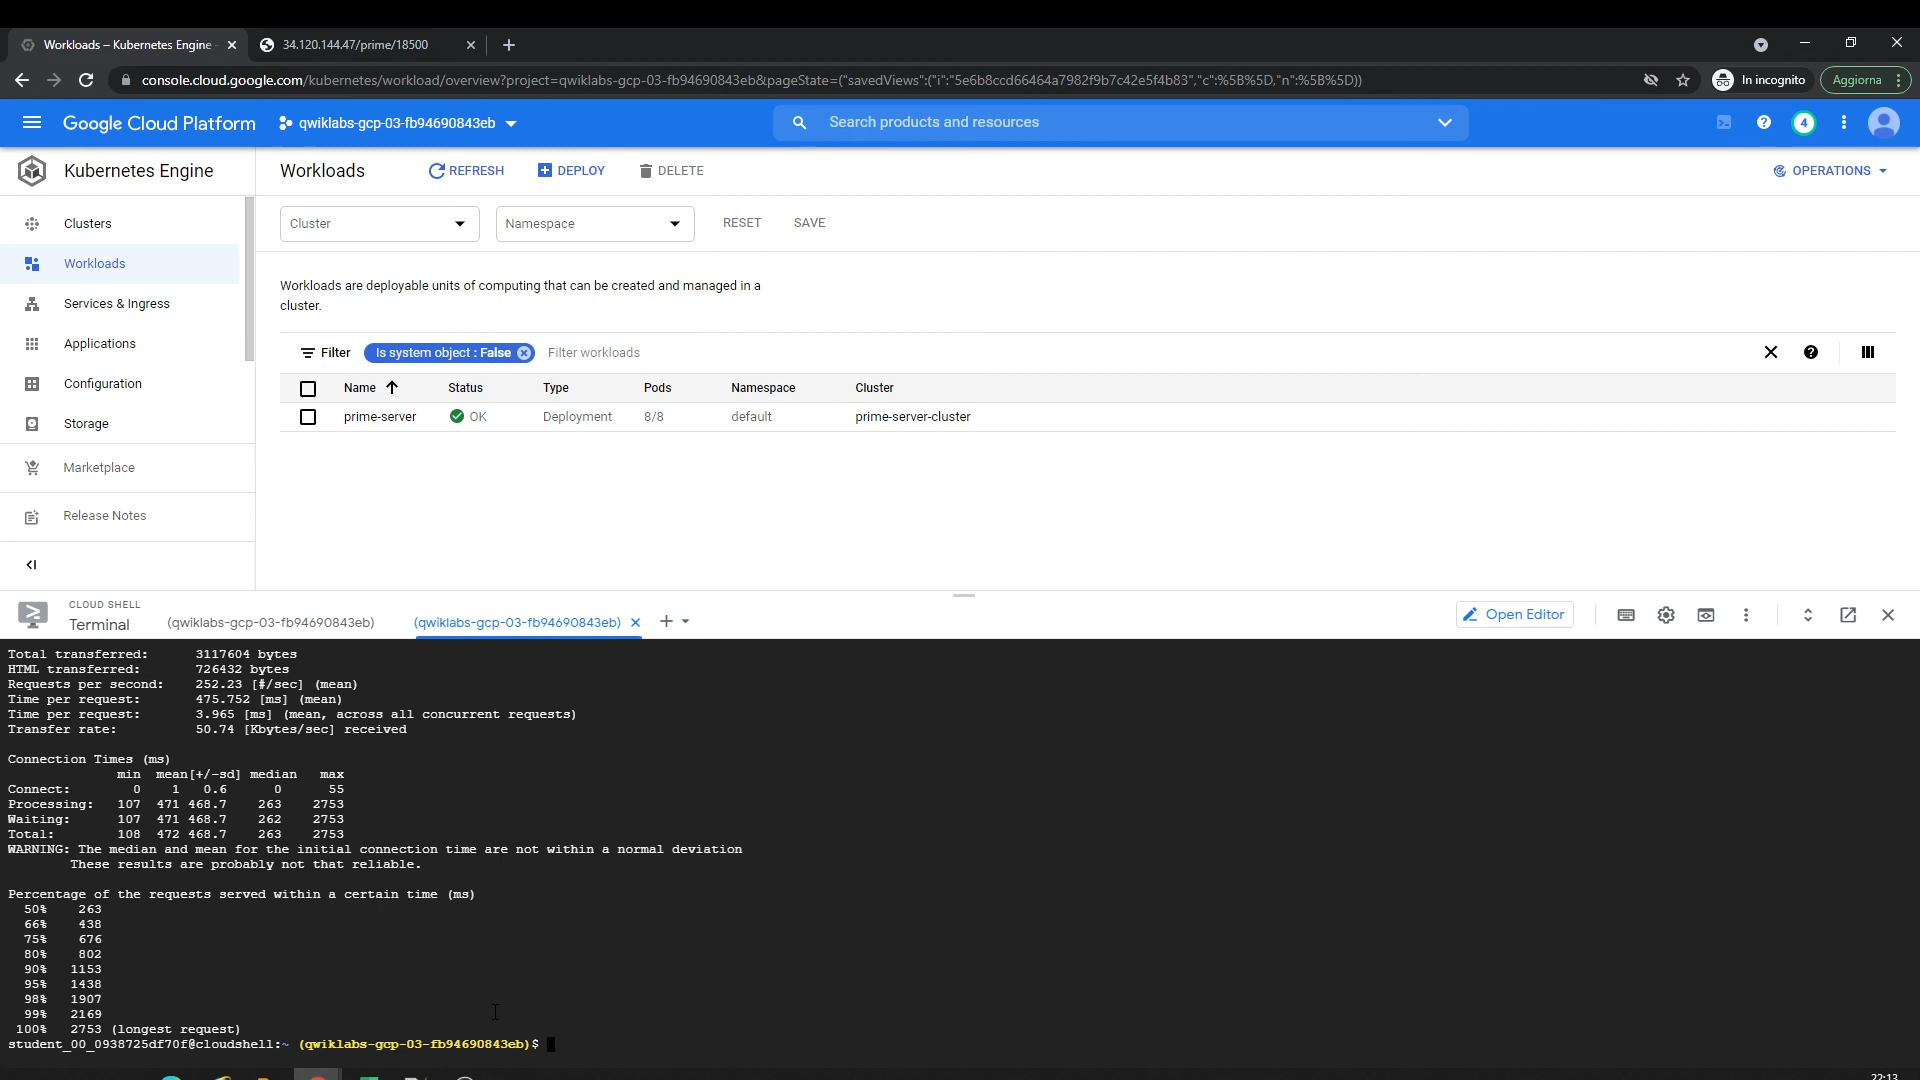 Workloads – Kubernetes Engine
34.120.144.47/prime/18500
console.cloud.google.com/kubernetes/workload/overview?project=qwiklabs-gcp-03-fb94690843eb&pageState=("savedViews":("i":"5e6b8ccd66464a7982f9b7c42e5f4b83","c":%5B%5D,"n":%5B%5D))
In incognito
Aggiorna
Google Cloud Platform
qwiklabs-gcp-03-fb94690843eb
Search products and resources
4
Kubernetes Engine
Workloads
REFRESH
DEPLOY
DELETE
OPERATIONS
Clusters
Workloads
Services & Ingress
Applications
Configuration
Storage
Marketplace
Release Notes
Cluster
Namespace
RESET
SAVE
Workloads are deployable units of computing that can be created and managed in a
cluster.
Filter Is system object : False Filter workloads
Name Status Type Pods Namespace Cluster
prime-server OK Deployment 8/8 default prime-server-cluster
CLOUD SHELL
Terminal
(qwiklabs-gcp-03-fb94690843eb)
(qwiklabs-gcp-03-fb94690843eb)
Open Editor
Total transferred: 3117604 bytes
HTML transferred: 726432 bytes
Requests per second: 252.23 [#/sec] (mean)
Time per request: 475.752 [ms] (mean)
Time per request: 3.965 [ms] (mean, across all concurrent requests)
Transfer rate: 50.74 [Kbytes/sec] received
Connection Times (ms)
min mean[+/-sd] median max
Connect: 0 1 0.6 0 55
Processing: 107 471 468.7 263 2753
Waiting: 107 471 468.7 262 2753
Total: 108 472 468.7 263 2753
WARNING: The median and mean for the initial connection time are not within a normal deviation
These results are probably not that reliable.
Percentage of the requests served within a certain time (ms)
50% 263
66% 438
75% 676
80% 802
90% 1153
95% 1438
98% 1907
99% 2169
100% 2753 (longest request)
student_00_0938725df70f@cloudshell:~ (qwiklabs-gcp-03-fb94690843eb)$
22:13